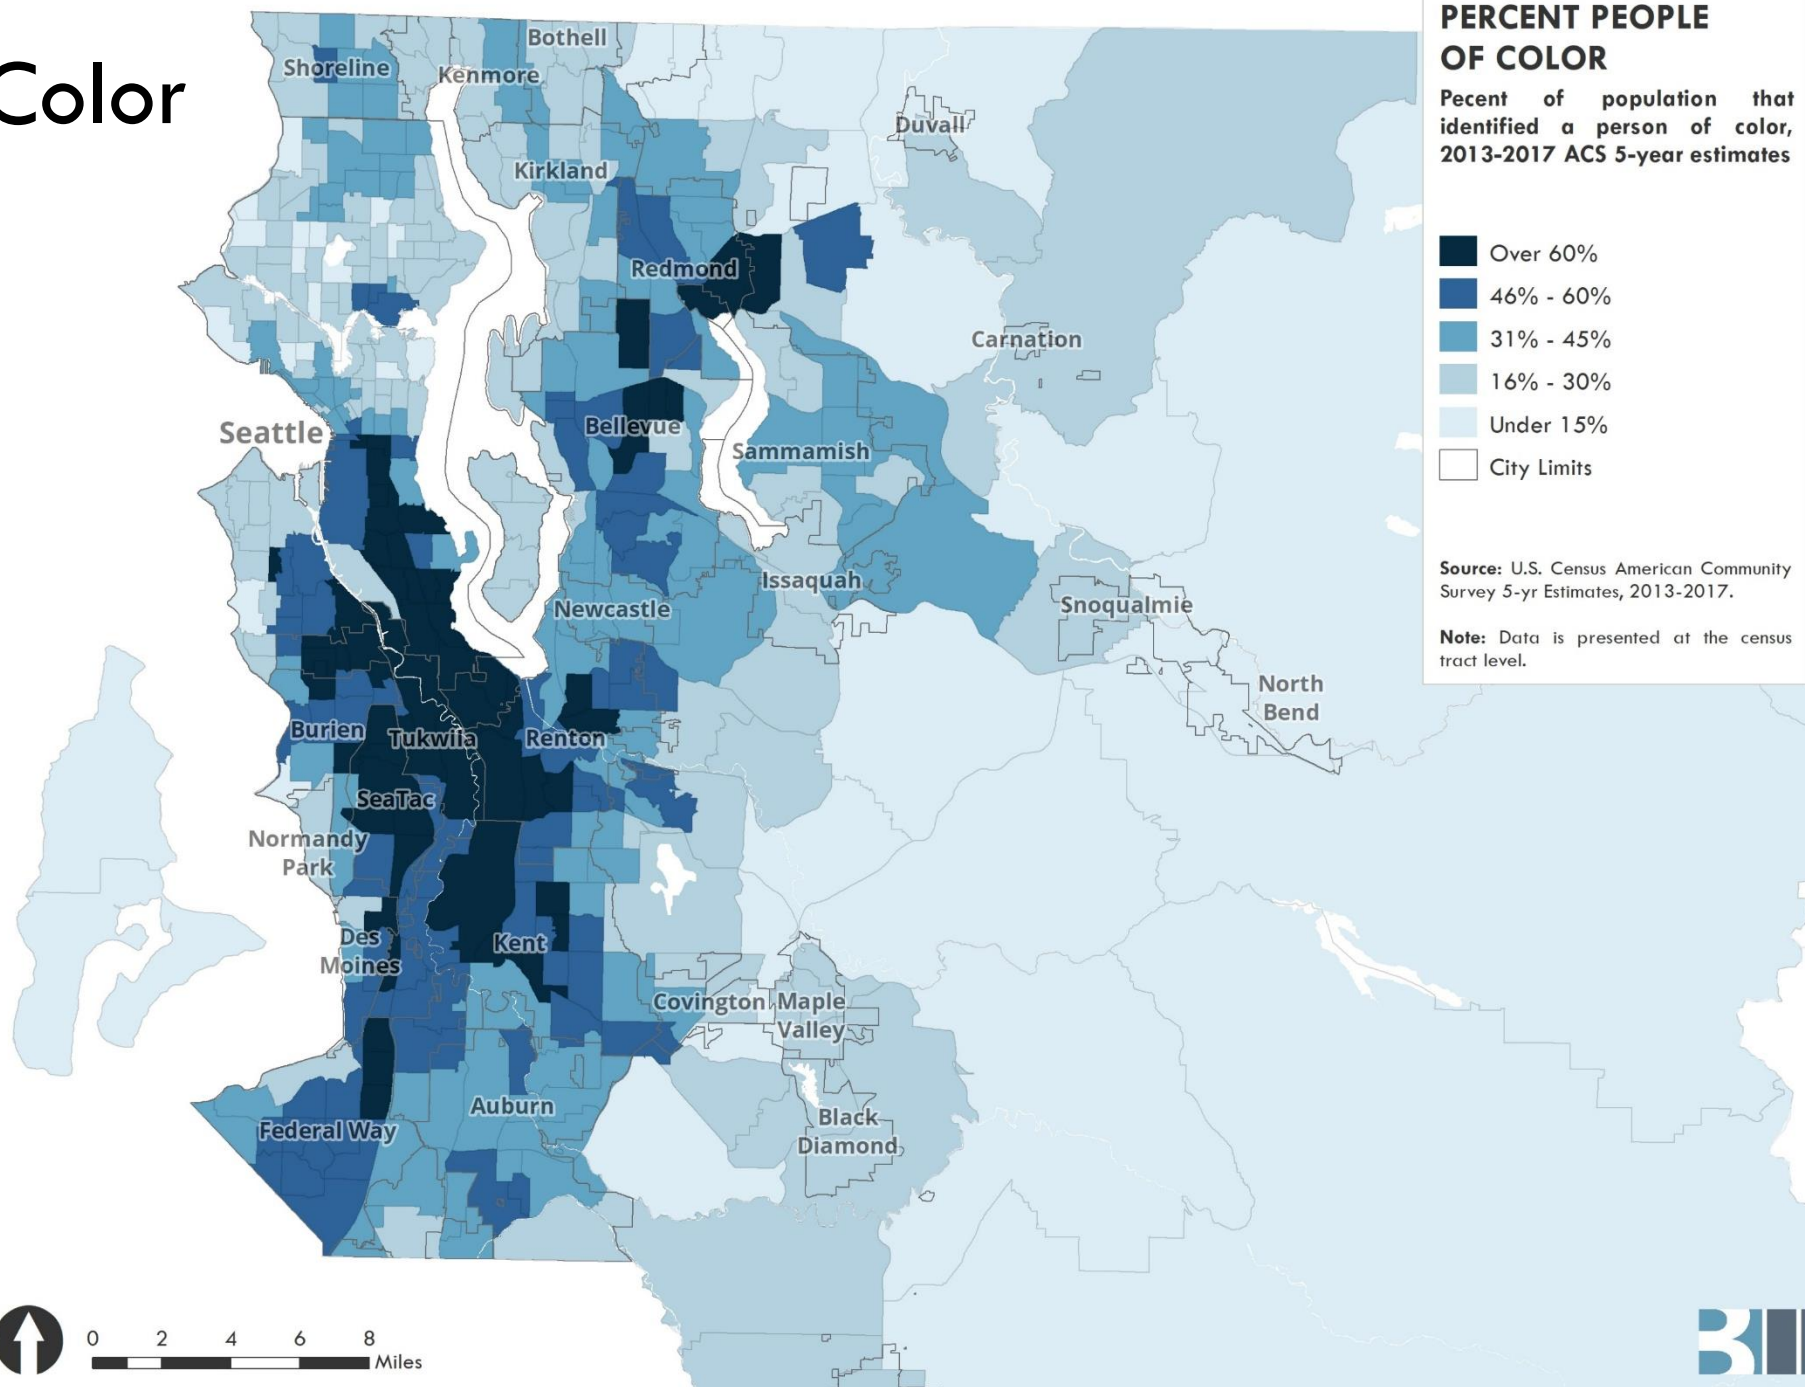 Color
PERCENT PEOPLE
OF COLOR
Pecent of population that
identified a person of color,
2013-2017 ACS 5-year estimates
Over 60%
46% - 60%
31% - 45%
16% - 30%
Under 15%
City Limits
Source: U.S. Census American Community
Survey 5-yr Estimates, 2013-2017.
Note: Data is presented at the census
tract level.
Bothell
Shoreline
Kenmore
Duvall
Kirkland
Redmond
Carnation
Bellevue
Seattle
Sammamish
Issaquah
Newcastle
Snoqualmie
North
Bend
Burien
Tukwila
Renton
SeaTac
Normandy
Park
Des
Moines
Kent
Covington
Maple
Valley
Auburn
Black
Diamond
Federal Way
0 2 4 6 8
Miles